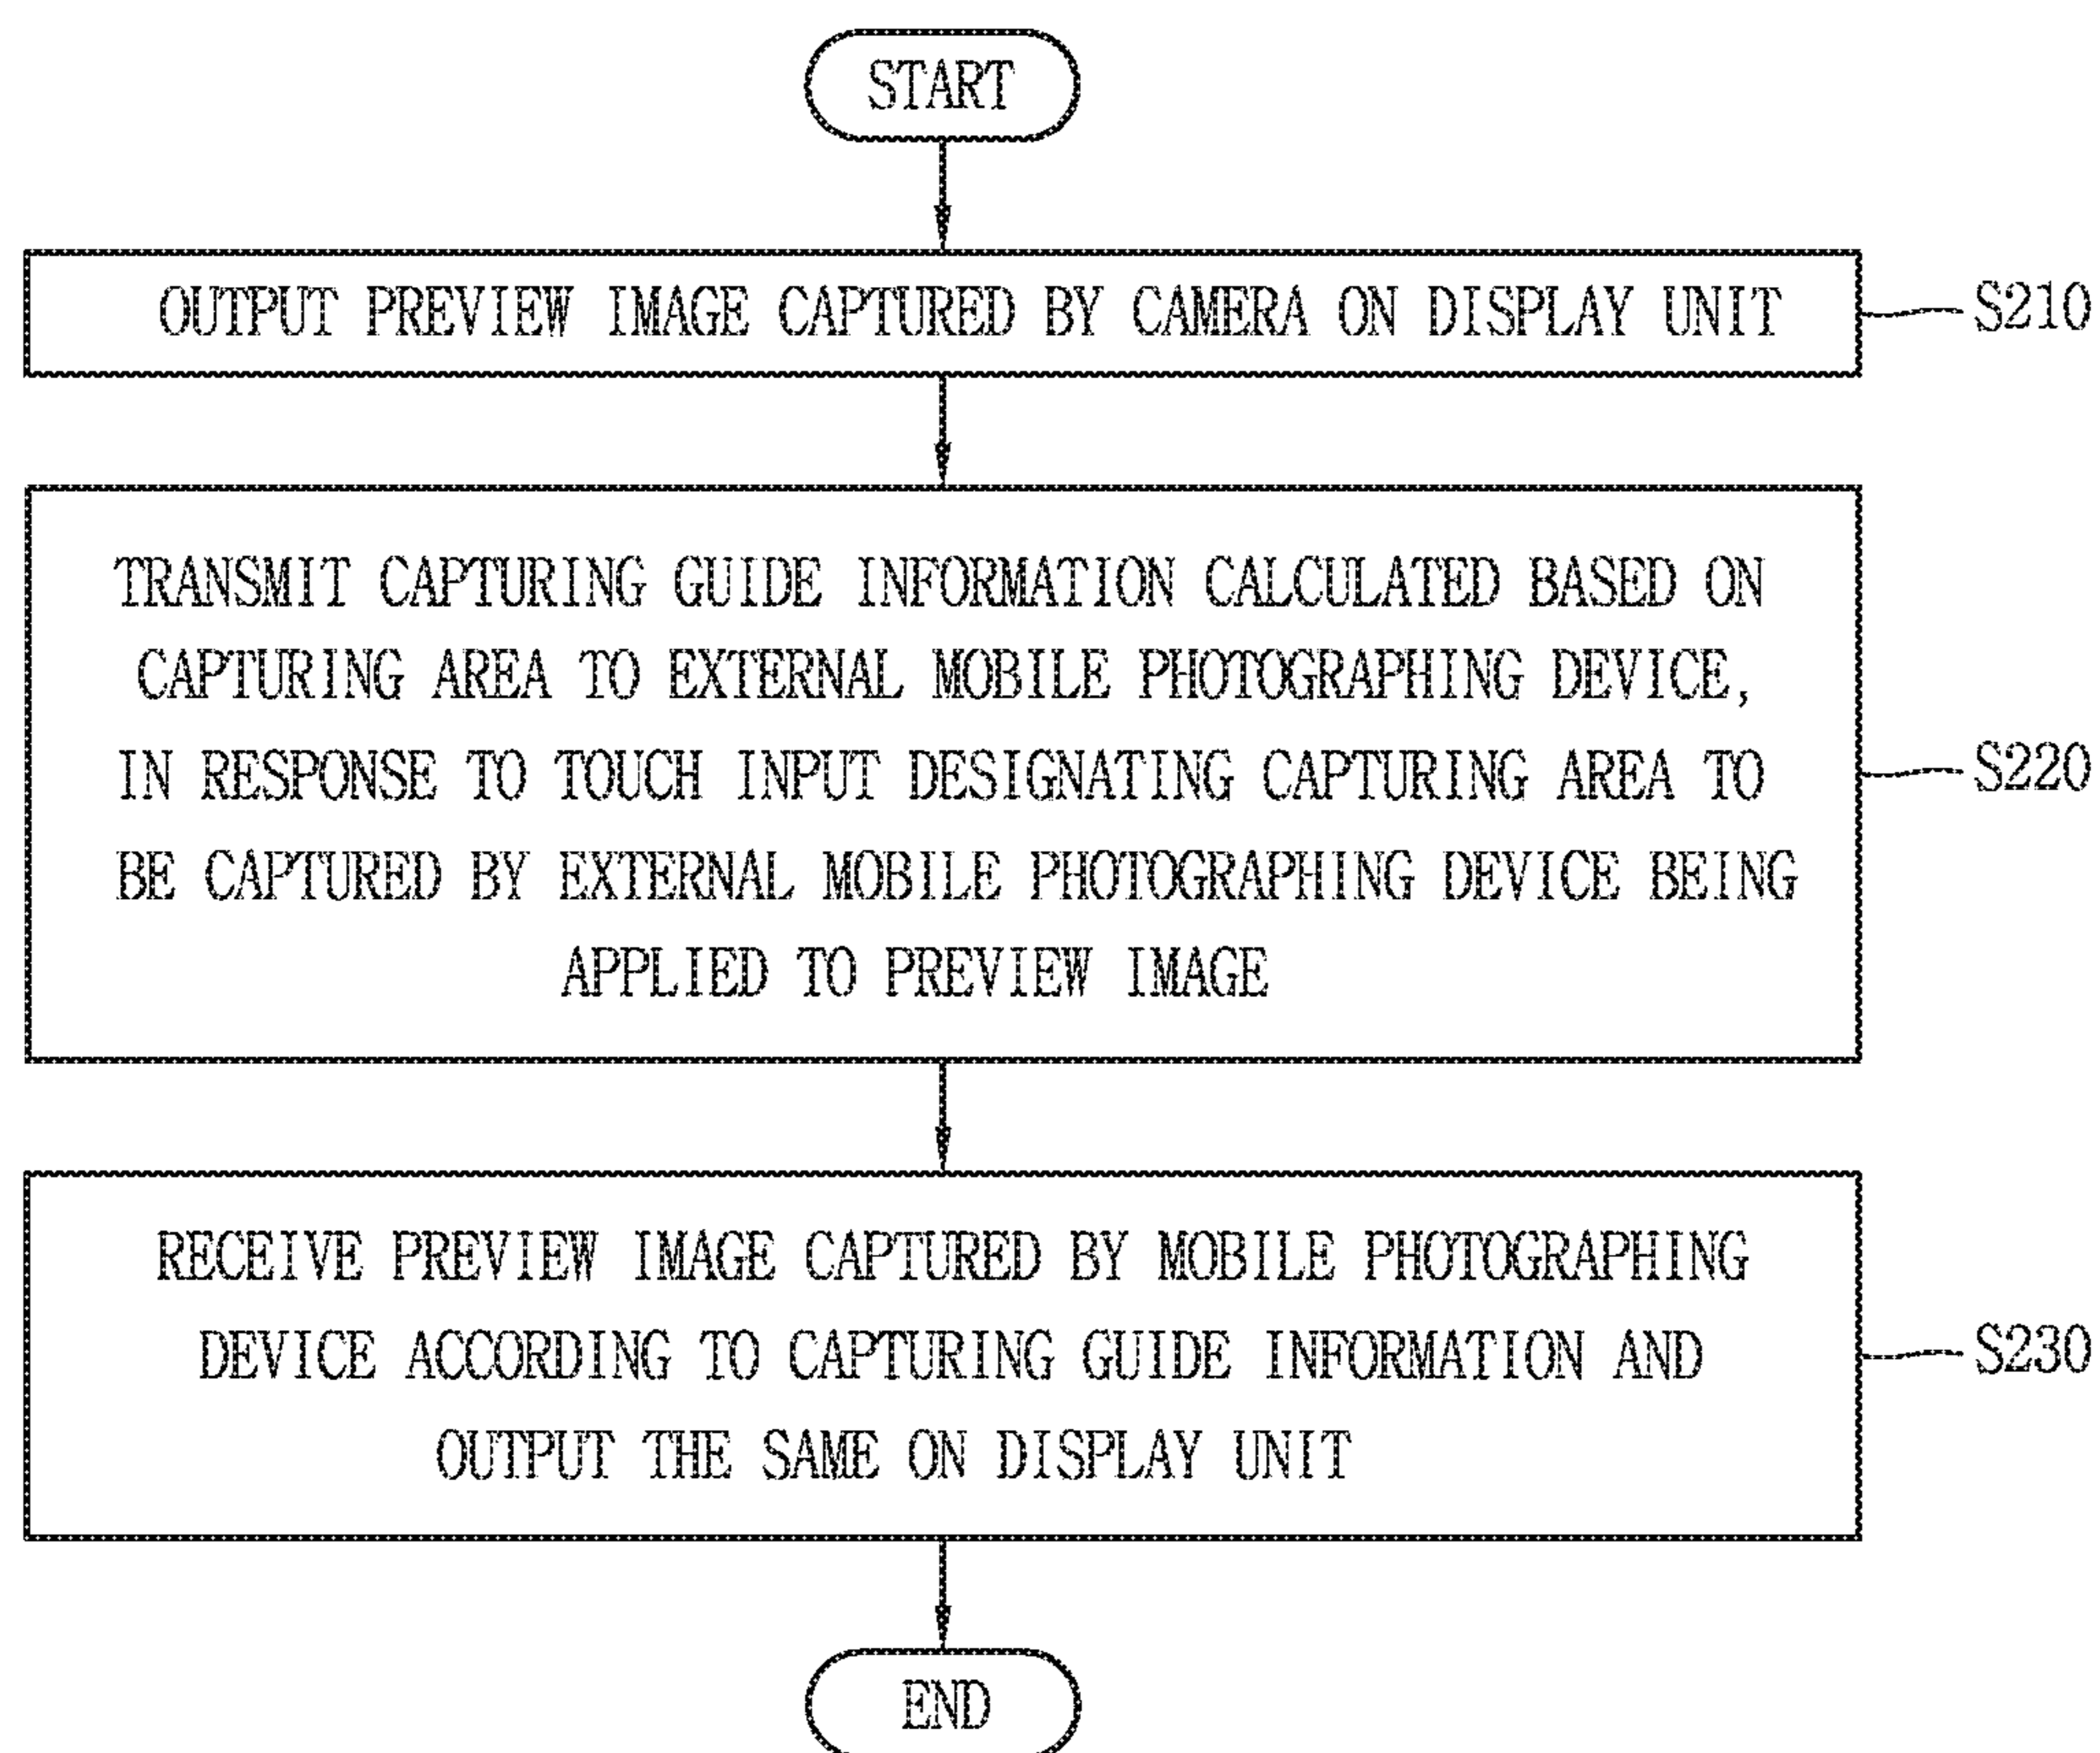 START
OUTPUT PREVIEW IMAGE CAPTURED BY CAMERA ON DISPLAY UNIT
S210
TRANSMIT CAPTURING GUIDE INFORMATION CALCULATED BASED ON
CAPTURING AREA TO EXTERNAL MOBILE PHOTOGRAPHING DEVICE,
IN RESPONSE TO TOUCH INPUT DESIGNATING CAPTURING AREA TO
BE CAPTURED BY EXTERNAL MOBILE PHOTOGRAPHING DEVICE BEING
APPLIED TO PREVIEW IMAGE
S220
RECEIVE PREVIEW IMAGE CAPTURED BY MOBILE PHOTOGRAPHING
DEVICE ACCORDING TO CAPTURING GUIDE INFORMATION AND
OUTPUT THE SAME ON DISPLAY UNIT
S230
END